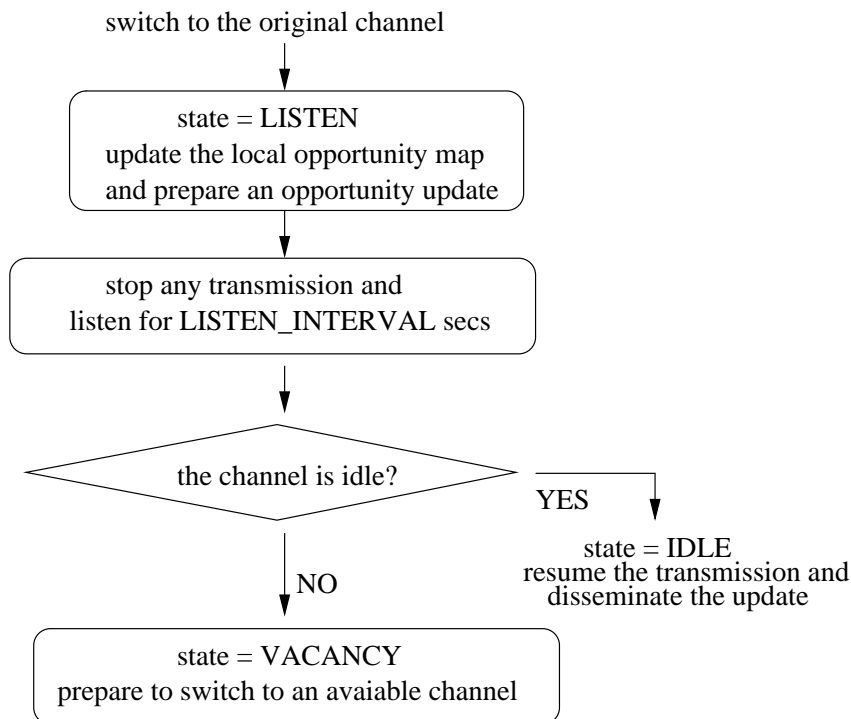 switch to the original channel
state = LISTEN
update the local opportunity map
and prepare an opportunity update
stop any transmission and
listen for LISTEN_INTERVAL secs
the channel is idle?
YES
state = IDLE
resume the transmission and
disseminate the update
NO
state = VACANCY
prepare to switch to an avaiable channel